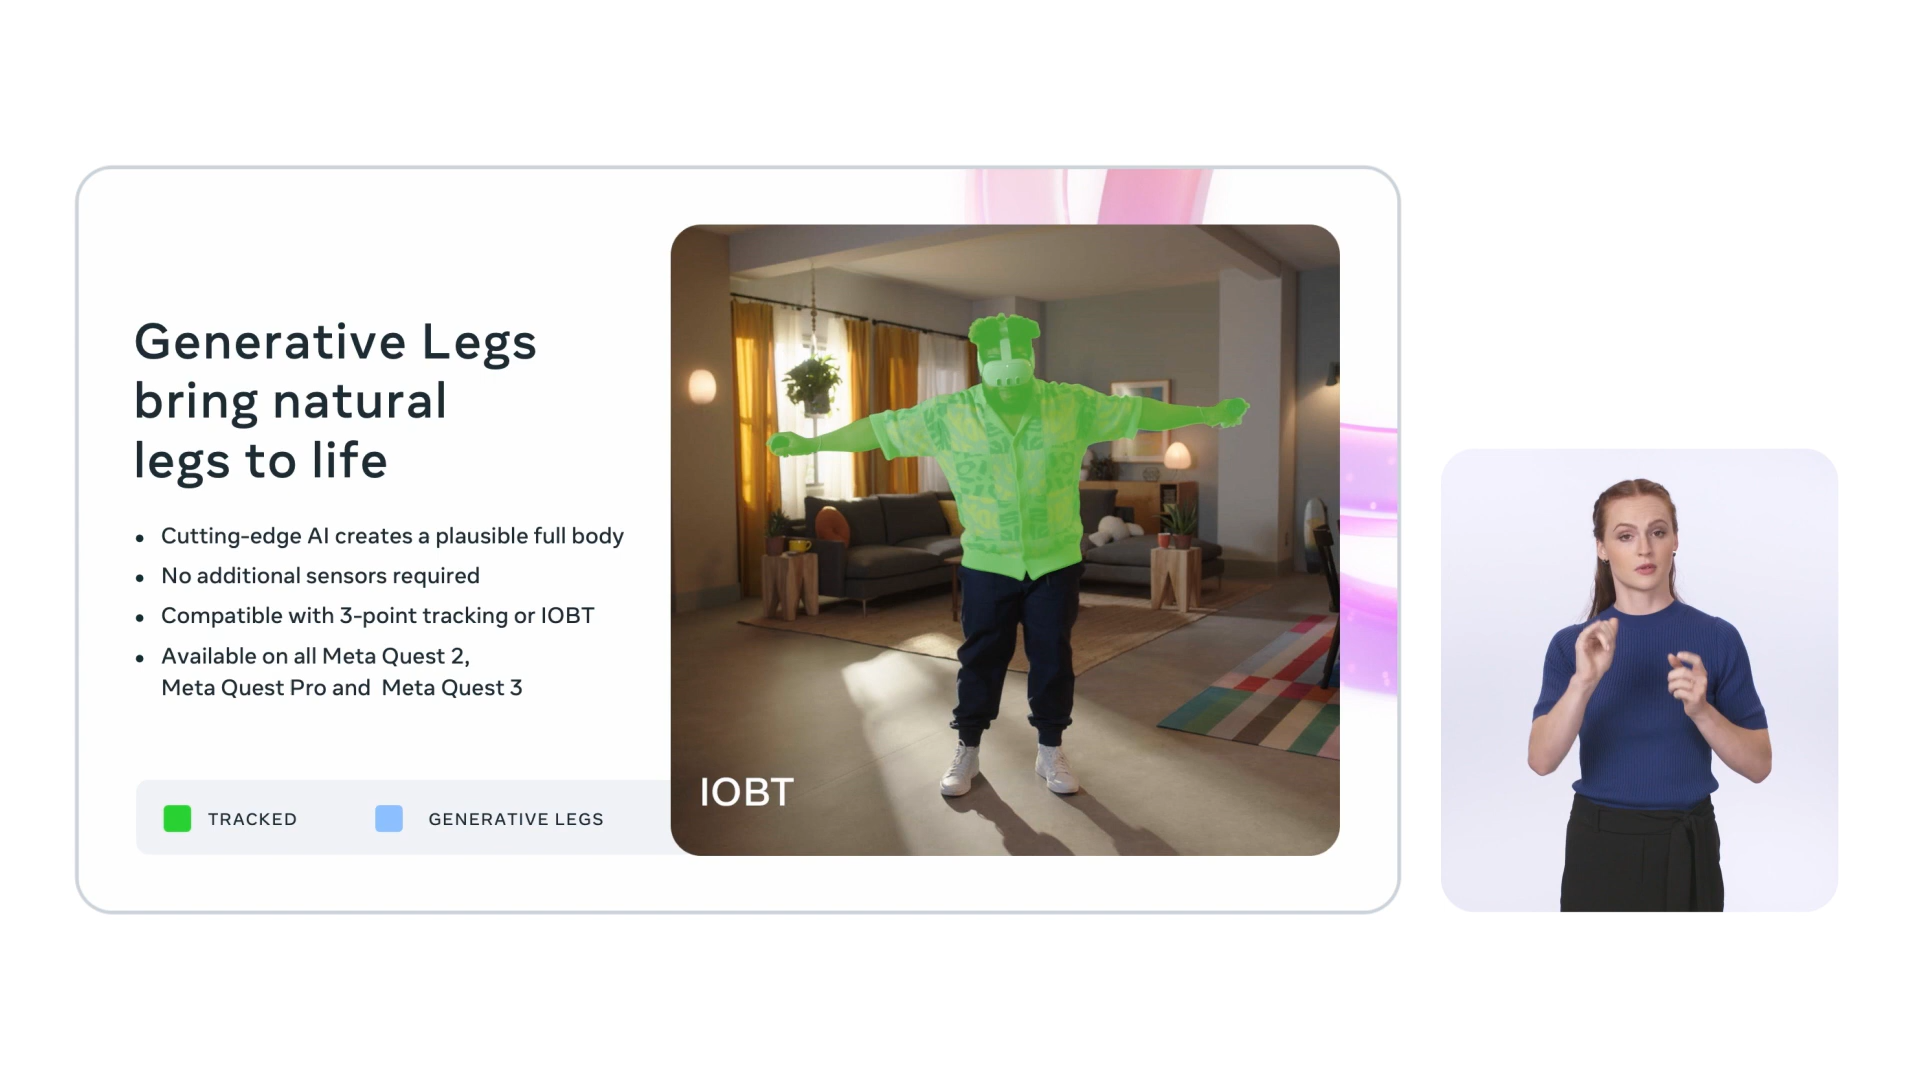 Generative Legs
bring natural
legs to life
• Cutting-edge AI creates a plausible full body
• No additional sensors required
• Compatible with 3-point tracking or IOBT
• Available on all Meta Quest 2,
Meta Quest Pro and  Meta Quest 3
TRACKED
GENERATIVE LEGS
IOBT